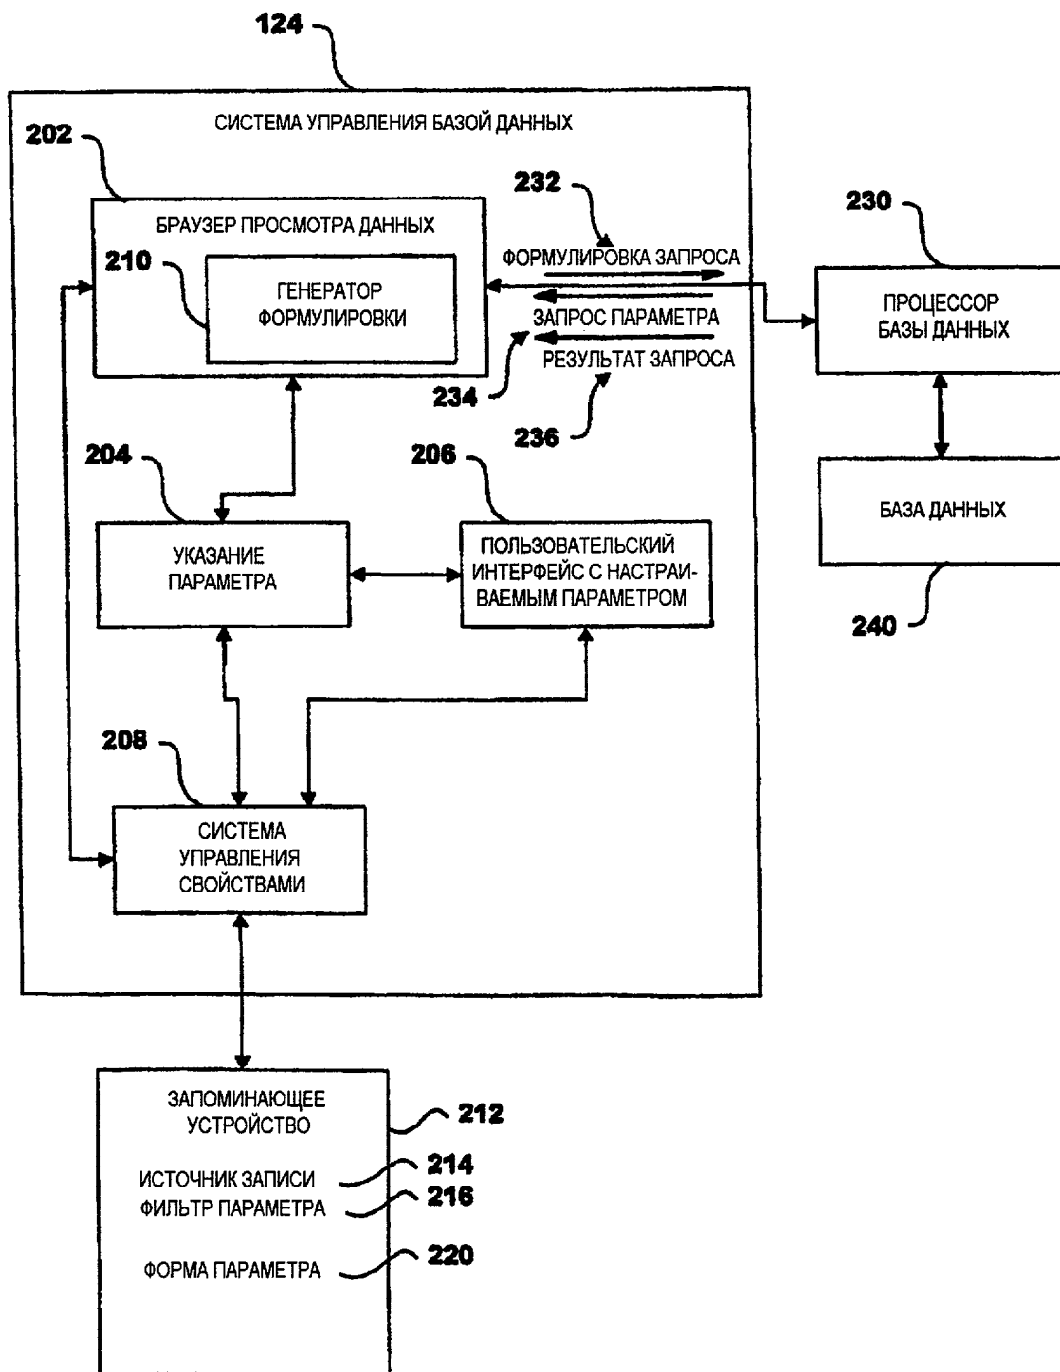 124
СИСТЕМА УПРАВЛЕНИЯ БАЗОЙ ДАННЫХ
202
БРАУЗЕР ПРОСМОТРА ДАННЫХ
210
ГЕНЕРАТОР
ФОРМУЛИРОВКИ
232
ФОРМУЛИРОВКА ЗАПРОСА
ЗАПРОС ПАРАМЕТРА
РЕЗУЛЬТАТ ЗАПРОСА
234
236
230
ПРОЦЕССОР
БАЗЫ ДАННЫХ
БАЗА ДАННЫХ
240
204
УКАЗАНИЕ
ПАРАМЕТРА
206
ПОЛЬЗОВАТЕЛЬСКИЙ
ИНТЕРФЕЙС С НАСТРАИ-
ВАЕМЫМ ПАРАМЕТРОМ
208
СИСТЕМА
УПРАВЛЕНИЯ
СВОЙСТВАМИ
ЗАПОМИНАЮЩЕЕ
УСТРОЙСТВО
212
ИСТОЧНИК ЗАПИСИ
214
ФИЛЬТР ПАРАМЕТРА
216
ФОРМА ПАРАМЕТРА
220